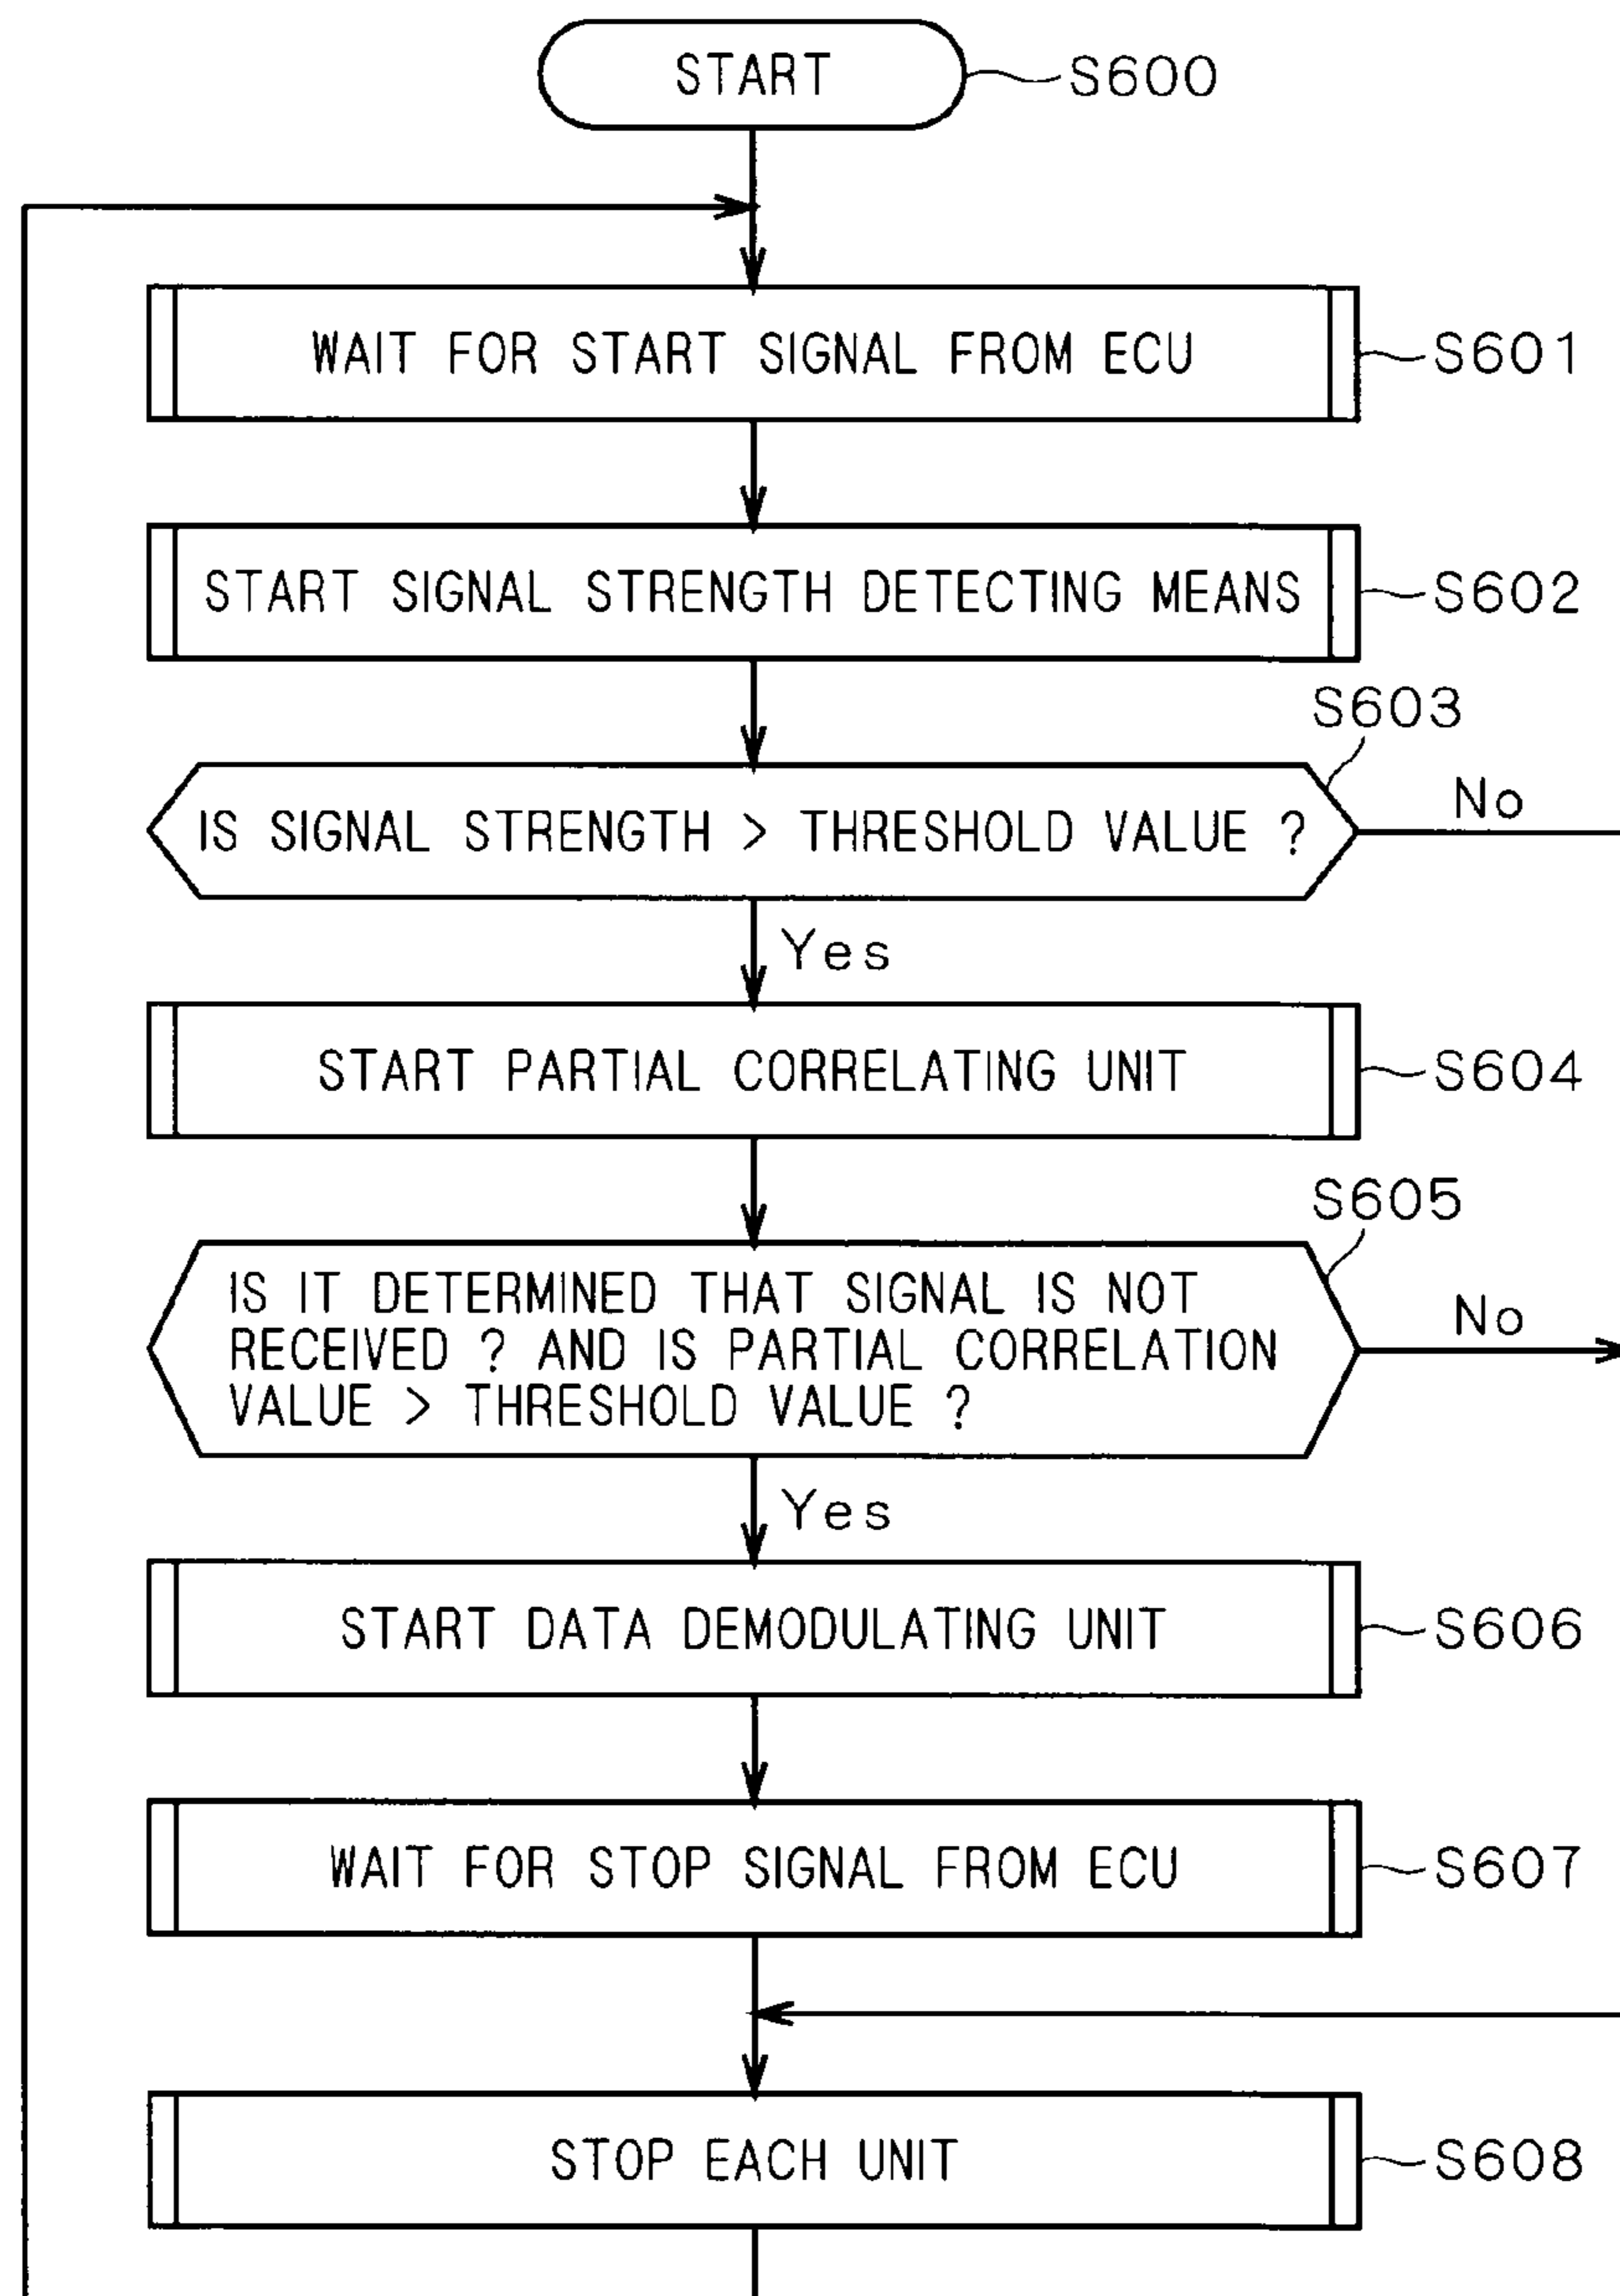 START
S600
WAIT FOR START SIGNAL FROM ECU
S601
START SIGNAL STRENGTH DETECTING MEANS
S602
S603
IS SIGNAL STRENGTH > THRESHOLD VALUE ?
No
Yes
START PARTIAL CORRELATING UNIT
S604
S605
IS IT DETERMINED THAT SIGNAL IS NOT
RECEIVED ? AND IS PARTIAL CORRELATION
VALUE > THRESHOLD VALUE ?
No
Yes
START DATA DEMODULATING UNIT
S606
WAIT FOR STOP SIGNAL FROM ECU
S607
STOP EACH UNIT
S608